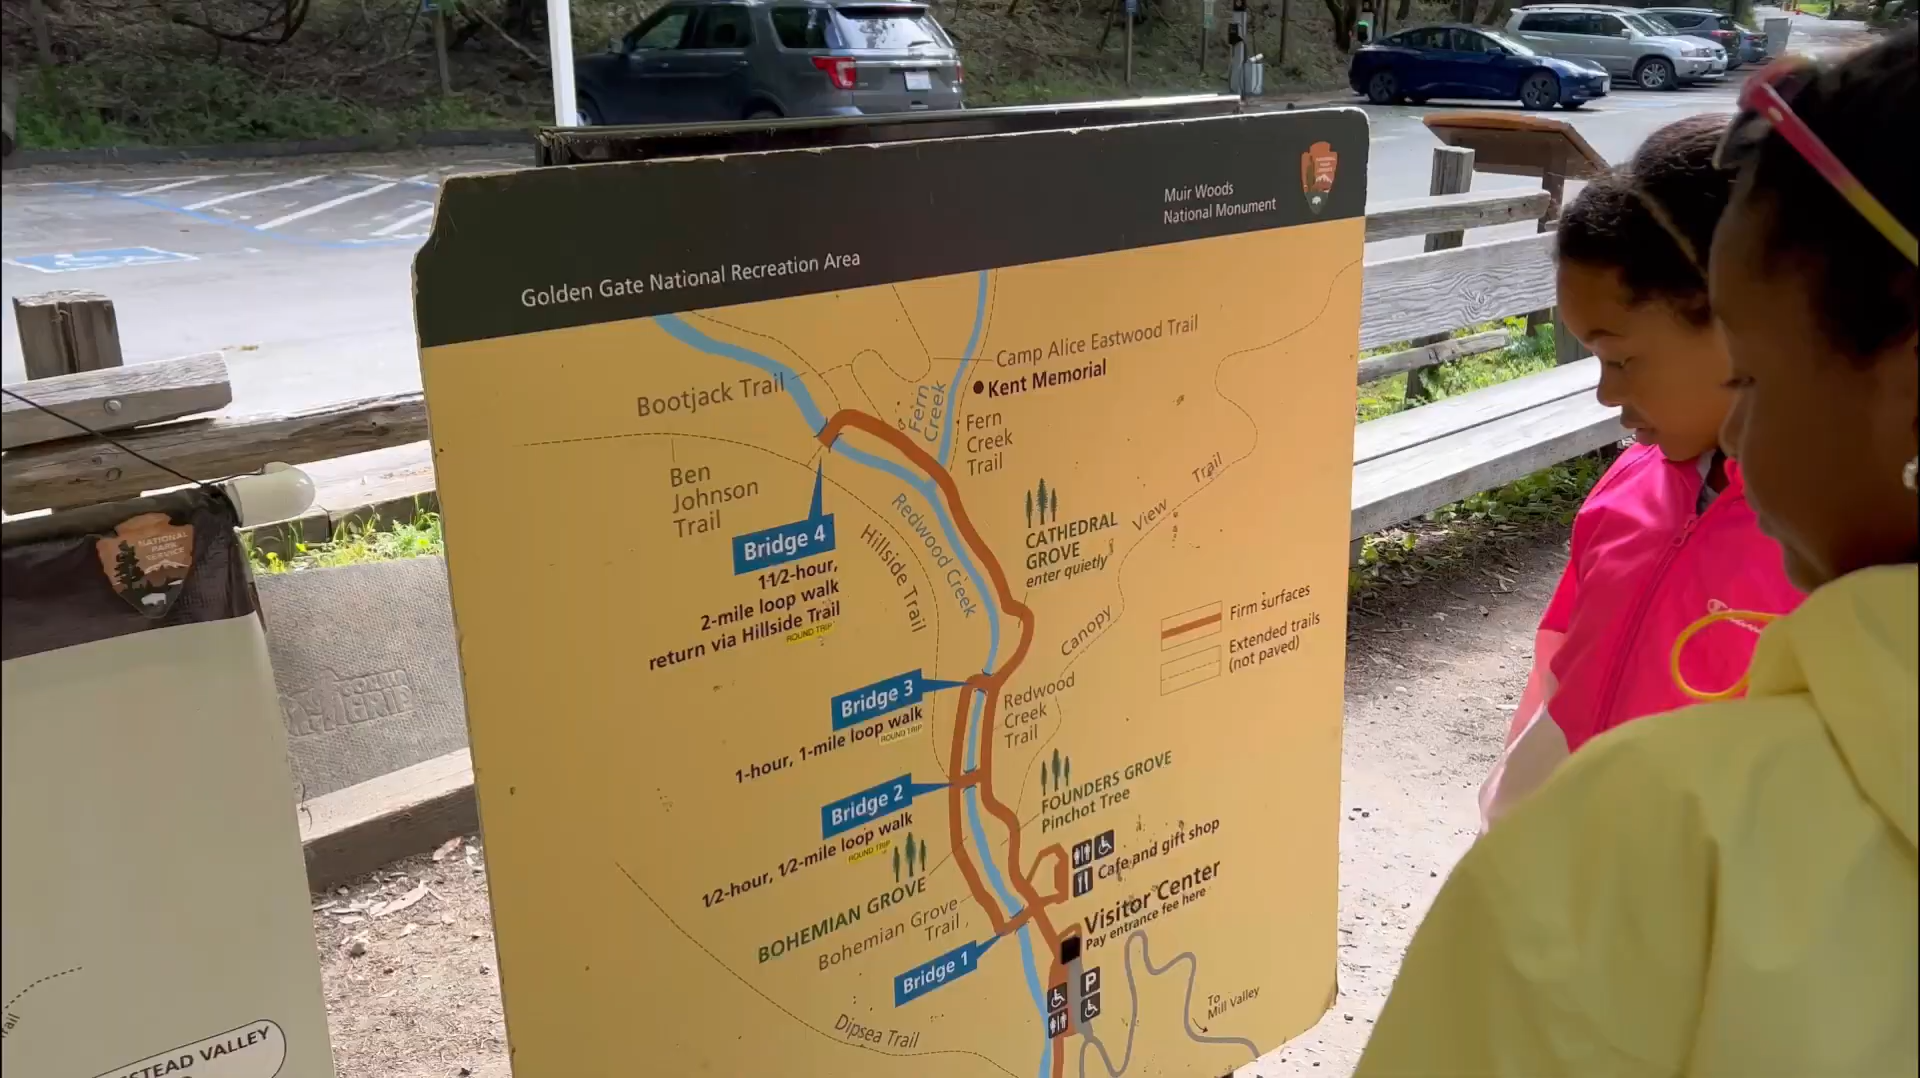 Muir Woods
National Monument
Golden Gate National Recreation Area
NATIONAL
PARK
SERVICE
Camp Alice Eastwood Trail
Kent Memorial
Bootjack Trail
Fern
Creek
Fern
Creek
Trail
Ben
Johnson
Trail
Bridge 4
1 1/2-hour,
2-mile loop walk
return via Hillside Trail
ROUND TRIP
Hillside Trail
Redwood Creek
CATHEDRAL
GROVE
enter quietly
Canopy View Trail
Firm surfaces
Extended trails
(not paved)
Bridge 3
1-hour, 1-mile loop walk
ROUND TRIP
Redwood
Creek
Trail
Bridge 2
1/2-hour, 1/2-mile loop walk
ROUND TRIP
FOUNDERS GROVE
Pinchot Tree
Cafe and gift shop
BOHEMIAN GROVE
Bohemian Grove
Trail
Visitor Center
Pay entrance fee here
Bridge 1
P
To
Mill Valley
Dipsea Trail
NATIONAL
PARK
SERVICE
STEAD VALLEY